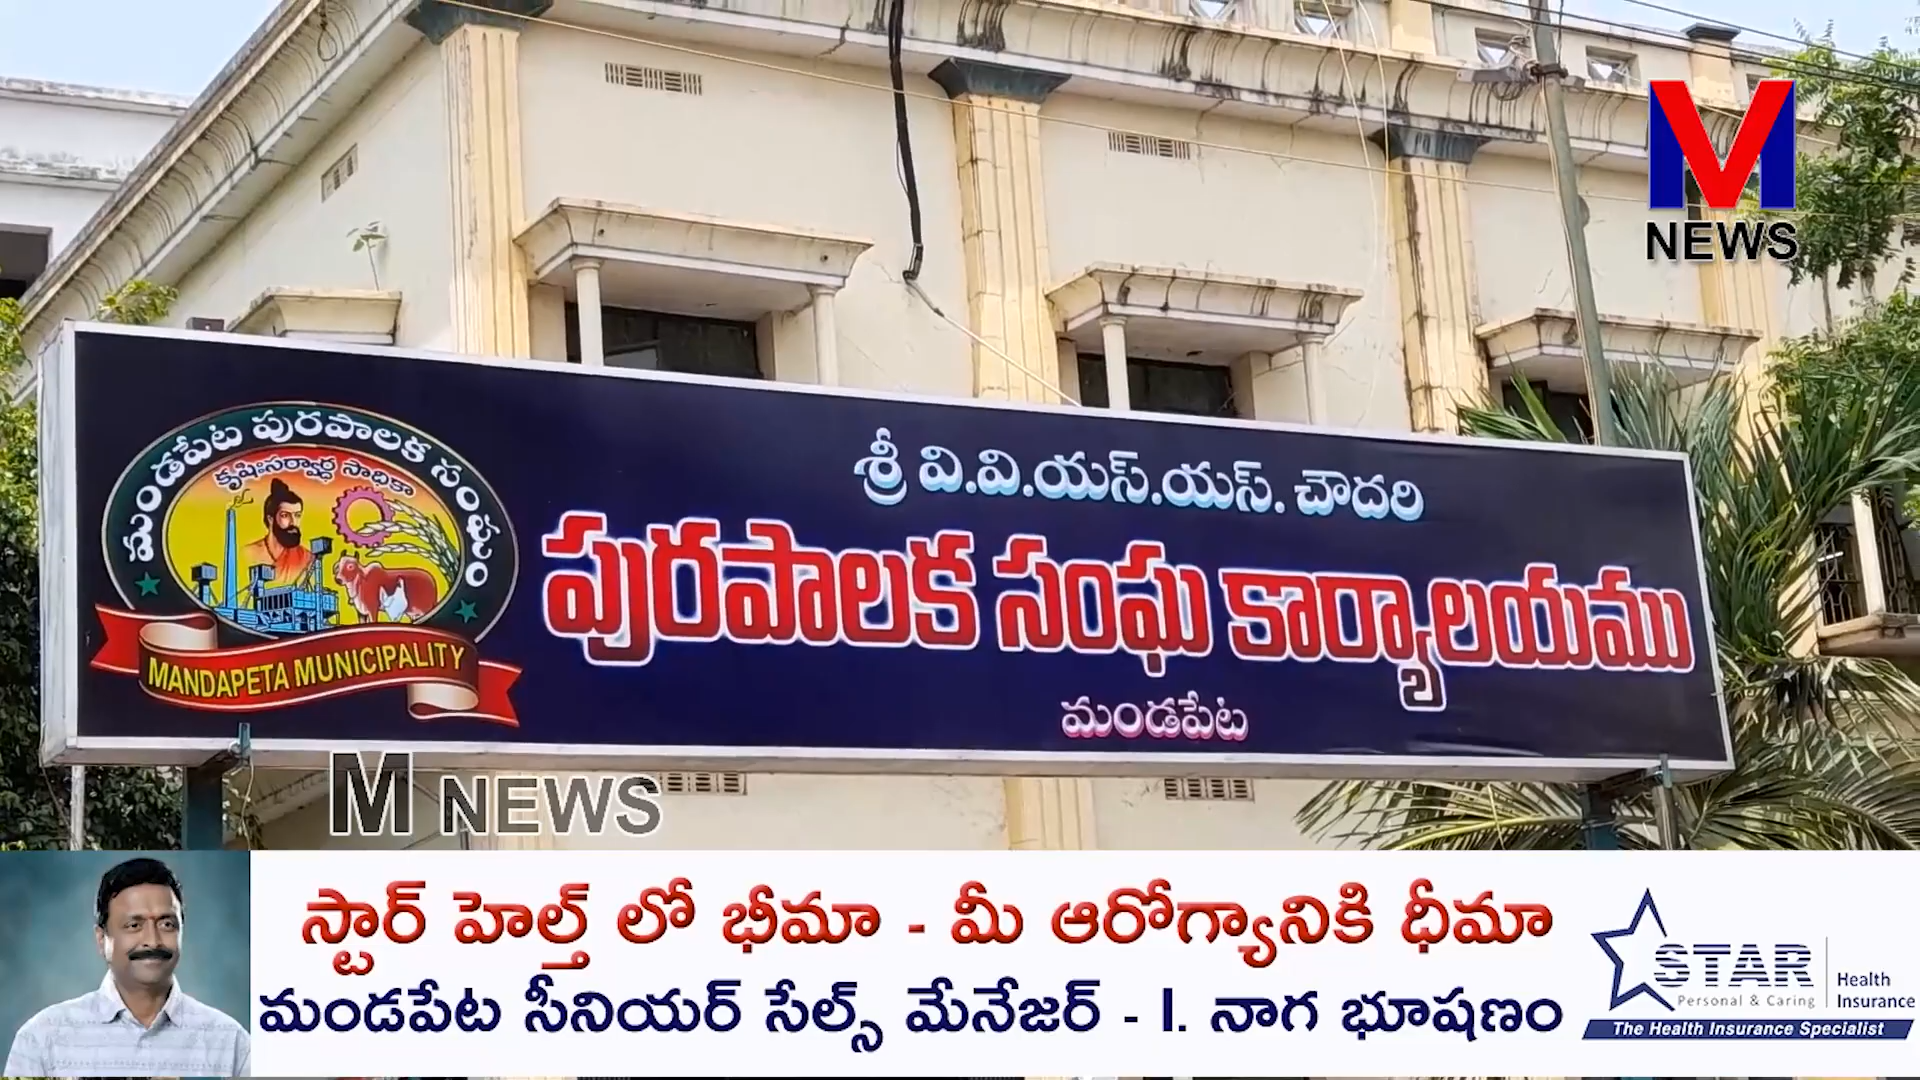 M
NEWS
మండపేట పురపాలక సంఘం
కృషిఃసర్వార్ధ సాధికా
MANDAPETA MUNICIPALITY
శ్రీ వి.వి.యస్.యస్. చౌదరి
పురపాలక సంఘ కార్యాలయము
మండపేట
M NEWS
స్టార్ హెల్త్ లో భీమా - మీ ఆరోగ్యానికి ధీమా
మండపేట సీనియర్ సేల్స్ మేనేజర్ - I. నాగ భూషణం
STAR
Personal & Caring
Health
Insurance
The Health Insurance Specialist